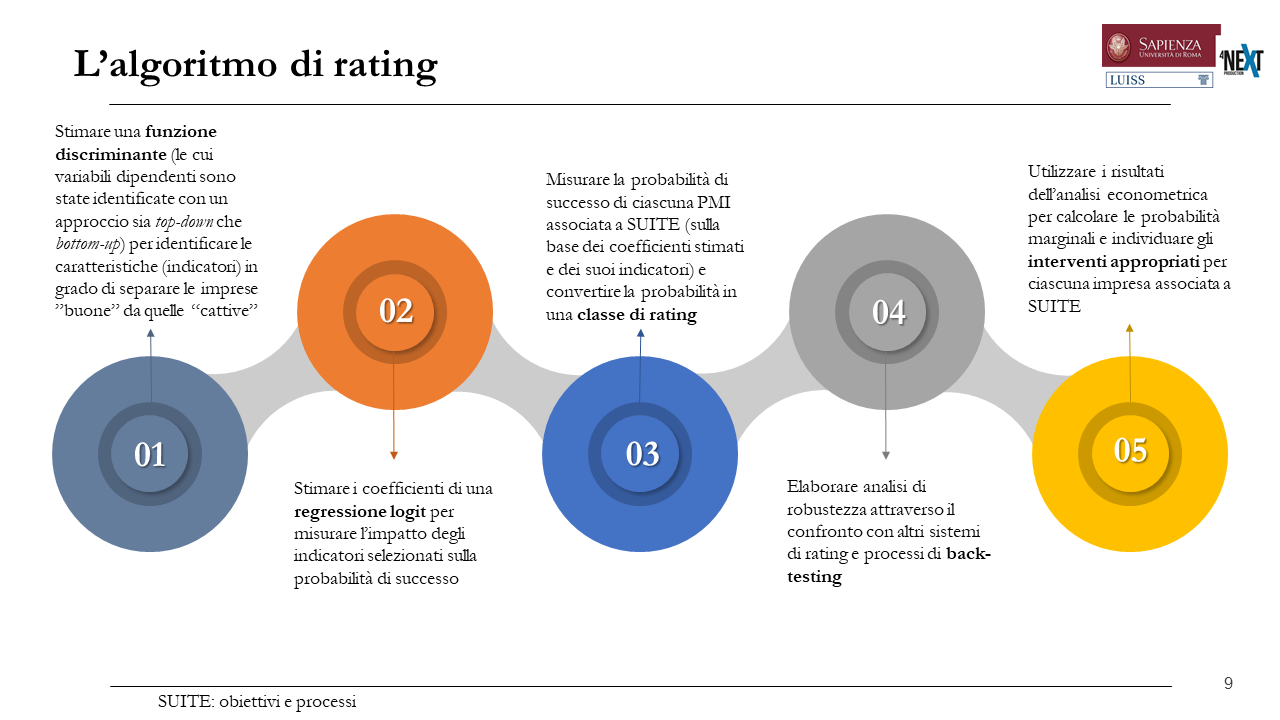 L’algoritmo di rating
SAPIENZA
UNIVERSITÀ DI ROMA
LUISS
4NEXT
PRODUCTION
Stimare una funzione
discriminante (le cui
variabili dipendenti sono
state identificate con un
approccio sia top-down che
bottom-up) per identificare le
caratteristiche (indicatori) in
grado di separare le imprese
”buone” da quelle “cattive”
01
02
Stimare i coefficienti di una
regressione logit per
misurare l’impatto degli
indicatori selezionati sulla
probabilità di successo
Misurare la probabilità di
successo di ciascuna PMI
associata a SUITE (sulla
base dei coefficienti stimati
e dei suoi indicatori) e
convertire la probabilità in
una classe di rating
03
04
Elaborare analisi di
robustezza attraverso il
confronto con altri sistemi
di rating e processi di back-
testing
Utilizzare i risultati
dell’analisi econometrica
per calcolare le probabilità
marginali e individuare gli
interventi appropriati per
ciascuna impresa associata a
SUITE
05
SUITE: obiettivi e processi
9